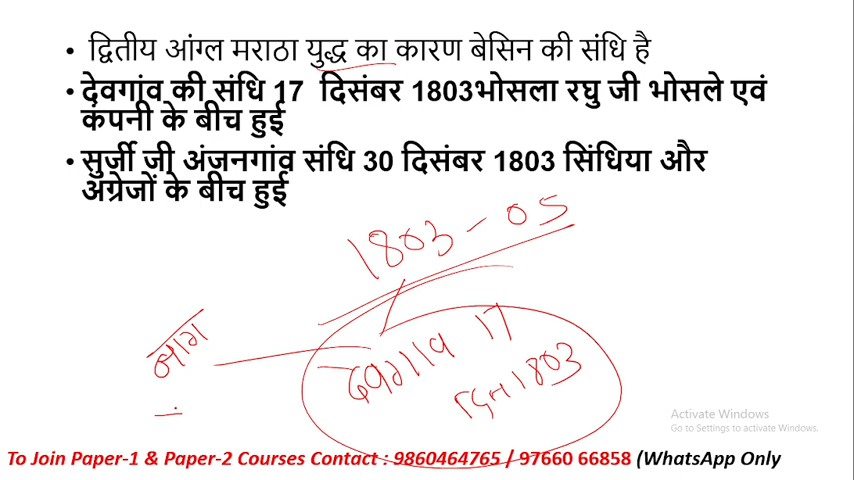 • द्वितीय आंग्ल मराठा युद्ध का कारण बेसिन की संधि है
• देवगांव की संधि 17 दिसंबर 1803भोसला रघु जी भोसले एवं
कंपनी के बीच हुई
• सुर्जी जी अंजनगांव संधि 30 दिसंबर 1803 सिंधिया और
अग्रेजों के बीच हुई
1803-05
नाग
देवगाव 17
1803
Activate Windows
Go to Settings to activate Windows.
To Join Paper-1 & Paper-2 Courses Contact : 9860464765 / 97660 66858 (WhatsApp Only